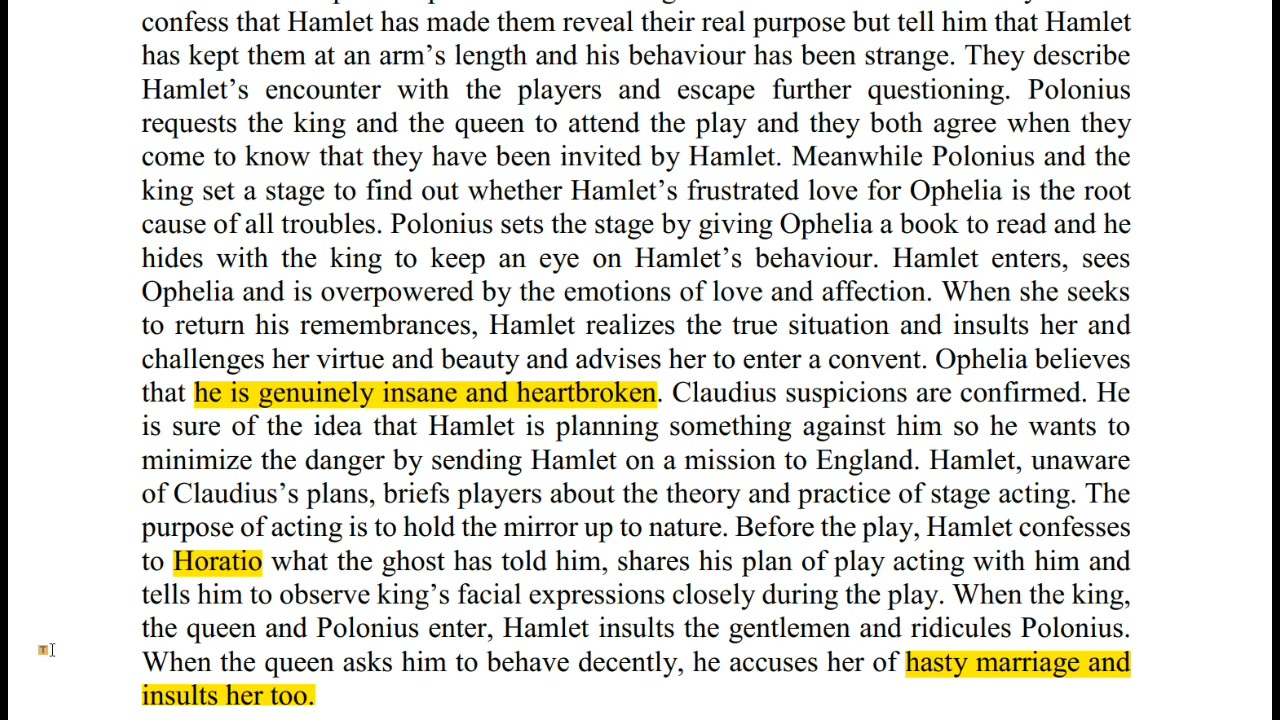 confess that Hamlet has made them reveal their real purpose but tell him that Hamlet
has kept them at an arm’s length and his behaviour has been strange. They describe
Hamlet’s encounter with the players and escape further questioning. Polonius
requests the king and the queen to attend the play and they both agree when they
come to know that they have been invited by Hamlet. Meanwhile Polonius and the
king set a stage to find out whether Hamlet’s frustrated love for Ophelia is the root
cause of all troubles. Polonius sets the stage by giving Ophelia a book to read and he
hides with the king to keep an eye on Hamlet’s behaviour. Hamlet enters, sees
Ophelia and is overpowered by the emotions of love and affection. When she seeks
to return his remembrances, Hamlet realizes the true situation and insults her and
challenges her virtue and beauty and advises her to enter a convent. Ophelia believes
that he is genuinely insane and heartbroken. Claudius suspicions are confirmed. He
is sure of the idea that Hamlet is planning something against him so he wants to
minimize the danger by sending Hamlet on a mission to England. Hamlet, unaware
of Claudius’s plans, briefs players about the theory and practice of stage acting. The
purpose of acting is to hold the mirror up to nature. Before the play, Hamlet confesses
to Horatio what the ghost has told him, shares his plan of play acting with him and
tells him to observe king’s facial expressions closely during the play. When the king,
the queen and Polonius enter, Hamlet insults the gentlemen and ridicules Polonius.
When the queen asks him to behave decently, he accuses her of hasty marriage and
insults her too.